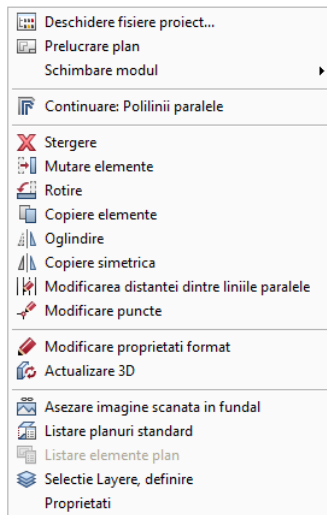 Deschidere fisiere proiect...
Prelucrare plan
Schimbare modul
Continuare: Polilinii paralele
Stergere
Mutare elemente
Rotire
Copiere elemente
Oglindire
Copiere simetrica
Modificarea distantei dintre liniile paralele
Modificare puncte
Modificare proprietati format
Actualizare 3D
Asezare imagine scanata in fundal
Listare planuri standard
Listare elemente plan
Selectie Layere, definire
Proprietati